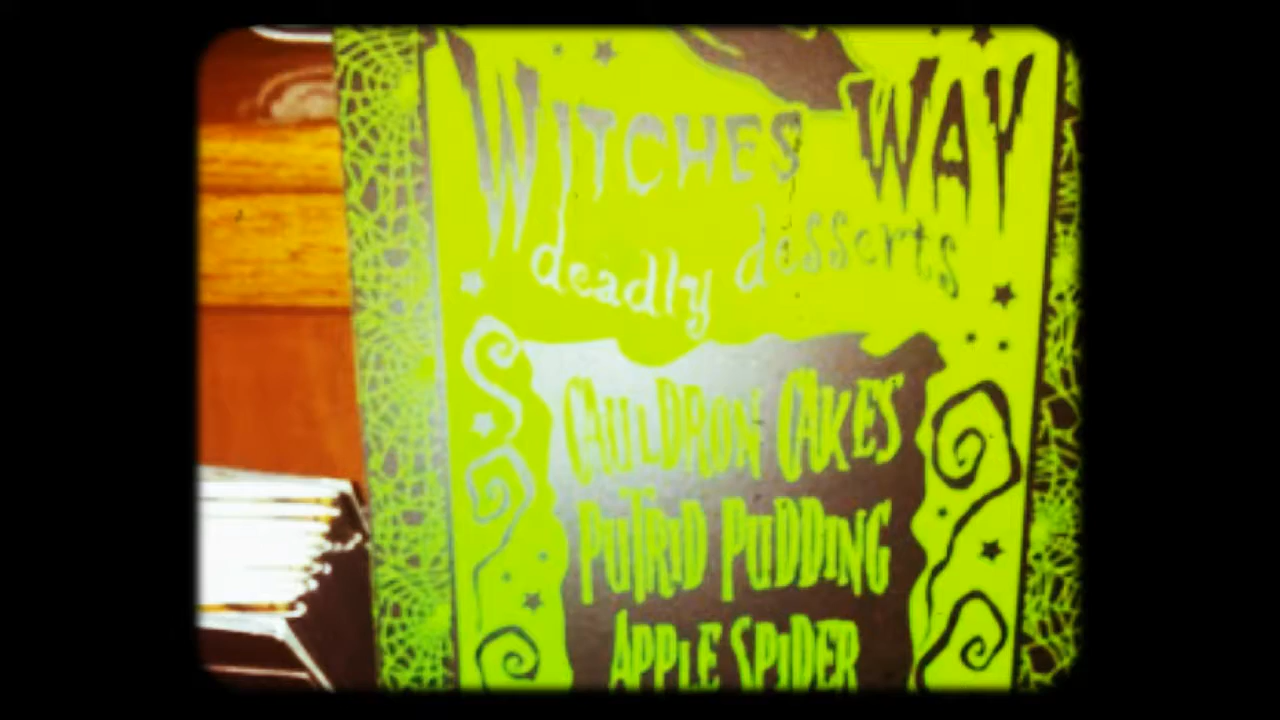 WITCHES WAY
deadly desserts
CAULDRON CAKES
PUTRID PUDDING
APPLE SPIDER